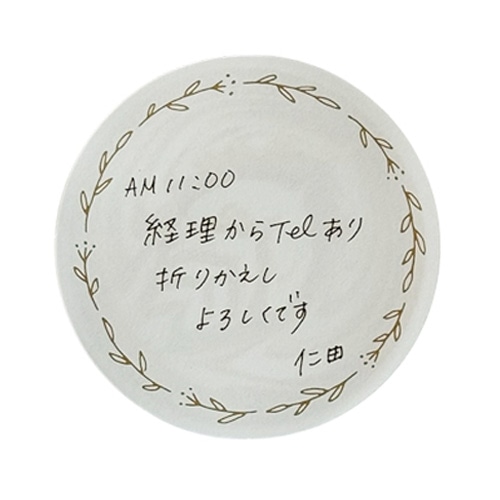 AM 11:00
経理からTelあり
折りかえし
よろしくです
仁田